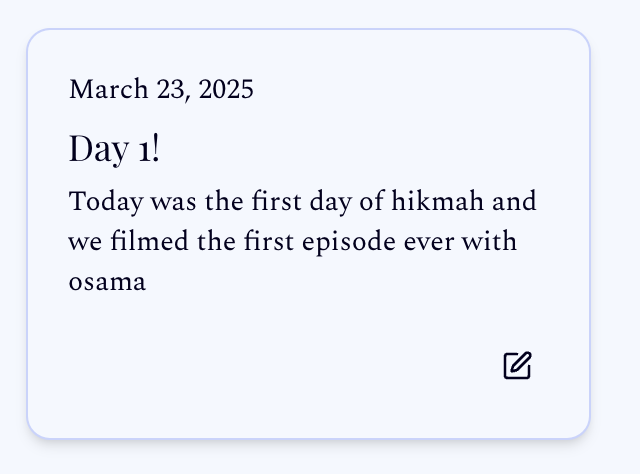 March 23, 2025
Day 1!
Today was the first day of hikmah and
we filmed the first episode ever with
osama